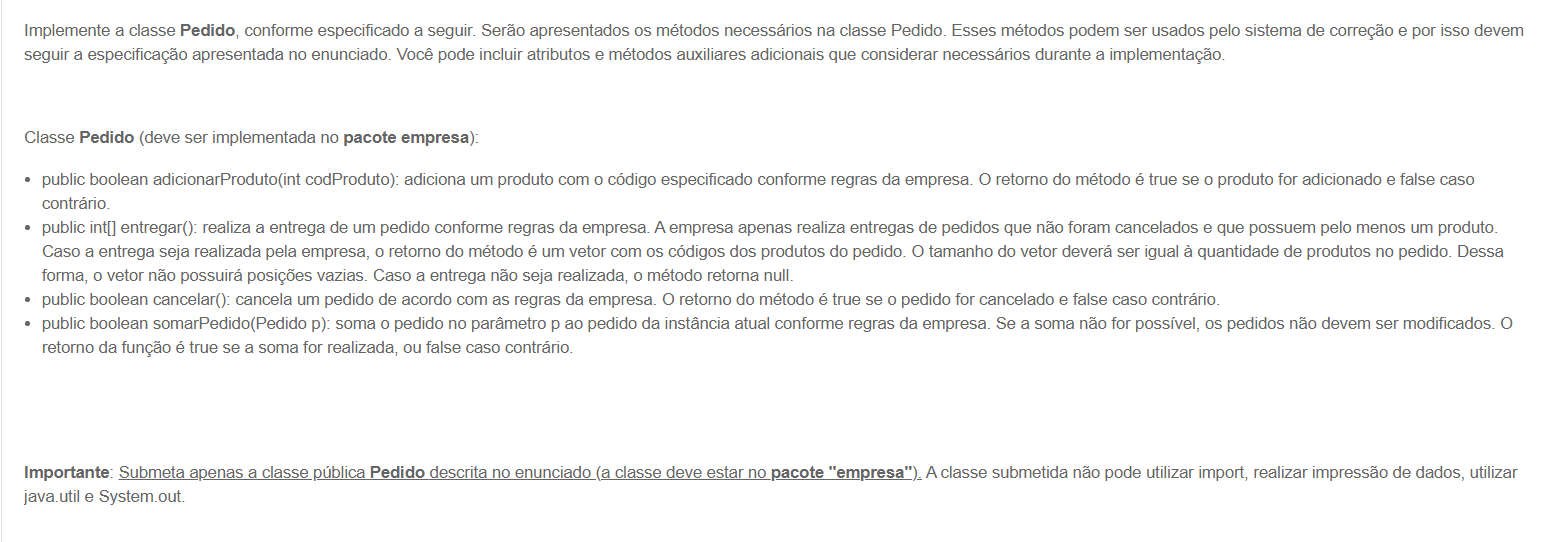 Implemente a classe Pedido, conforme especificado a seguir. Serão apresentados os métodos necessários na classe Pedido. Esses métodos podem ser usados pelo sistema de correção e por isso devem
seguir a especificação apresentada no enunciado. Você pode incluir atributos e métodos auxiliares adicionais que considerar necessários durante a implementação.
Classe Pedido (deve ser implementada no pacote empresa):
• public boolean adicionarProduto(int codProduto): adiciona um produto com o código especificado conforme regras da empresa. O retorno do método é true se o produto for adicionado e false caso
contrário.
• public int[] entregar(): realiza a entrega de um pedido conforme regras da empresa. A empresa apenas realiza entregas de pedidos que não foram cancelados e que possuem pelo menos um produto.
Caso a entrega seja realizada pela empresa, o retorno do método é um vetor com os códigos dos produtos do pedido. O tamanho do vetor deverá ser igual à quantidade de produtos no pedido. Dessa
forma, o vetor não possuirá posições vazias. Caso a entrega não seja realizada, o método retorna null.
• public boolean cancelar(): cancela um pedido de acordo com as regras da empresa. O retorno do método é true se o pedido for cancelado e false caso contrário.
• public boolean somarPedido(Pedido p): soma o pedido no parâmetro p ao pedido da instância atual conforme regras da empresa. Se a soma não for possível, os pedidos não devem ser modificados. O
retorno da função é true se a soma for realizada, ou false caso contrário.
Importante: Submeta apenas a classe pública Pedido descrita no enunciado (a classe deve estar no pacote "empresa"). A classe submetida não pode utilizar import, realizar impressão de dados, utilizar
java.util e System.out.